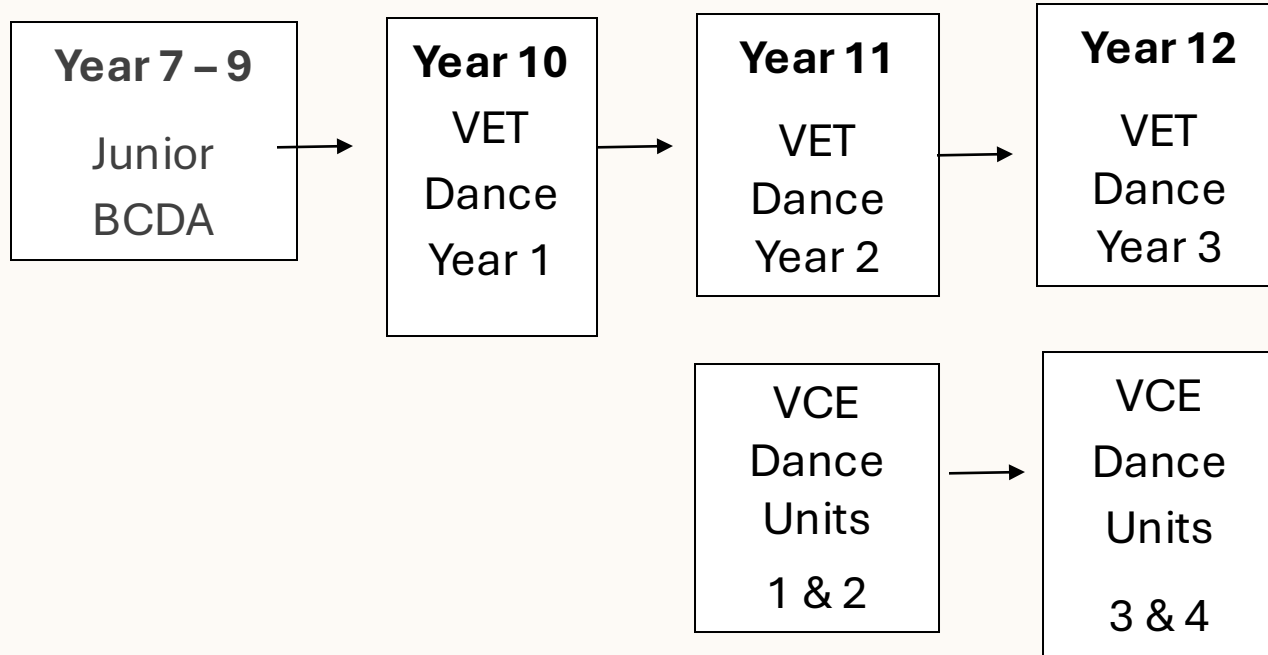 Year 7 – 9
Junior
BCDA
Year 10
VET
Dance
Year 1
Year 11
VET
Dance
Year 2
Year 12
VET
Dance
Year 3
VCE
Dance
Units
1 & 2
VCE
Dance
Units
3 & 4